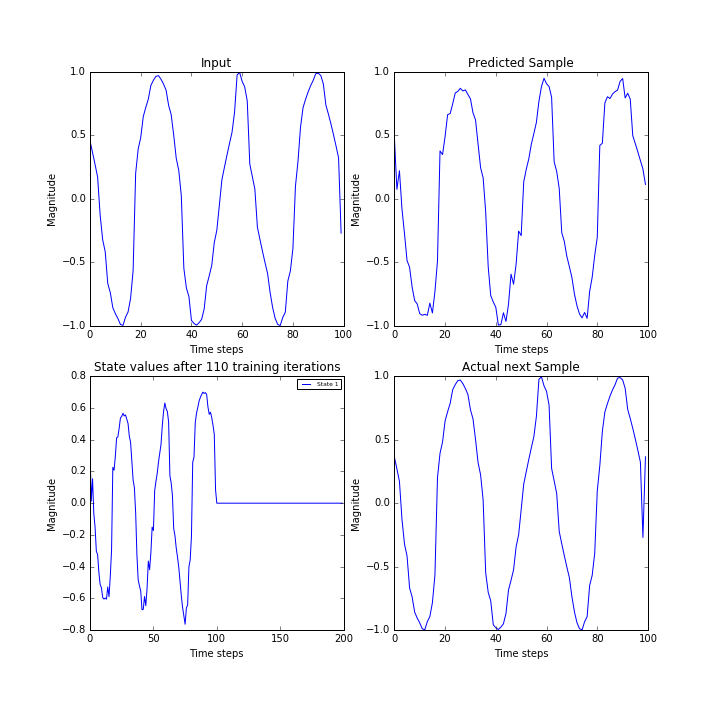 Input
Magnitude
1.0
0.5
0.0
−0.5
−1.0
0 20 40 60 80 100
Time steps
Predicted Sample
Magnitude
1.0
0.5
0.0
−0.5
−1.0
0 20 40 60 80 100
Time steps
State values after 110 training iterations
State 1
Magnitude
0.8
0.6
0.4
0.2
0.0
−0.2
−0.4
−0.6
−0.8
0 50 100 150 200
Time steps
Actual next Sample
Magnitude
1.0
0.5
0.0
−0.5
−1.0
0 20 40 60 80 100
Time steps